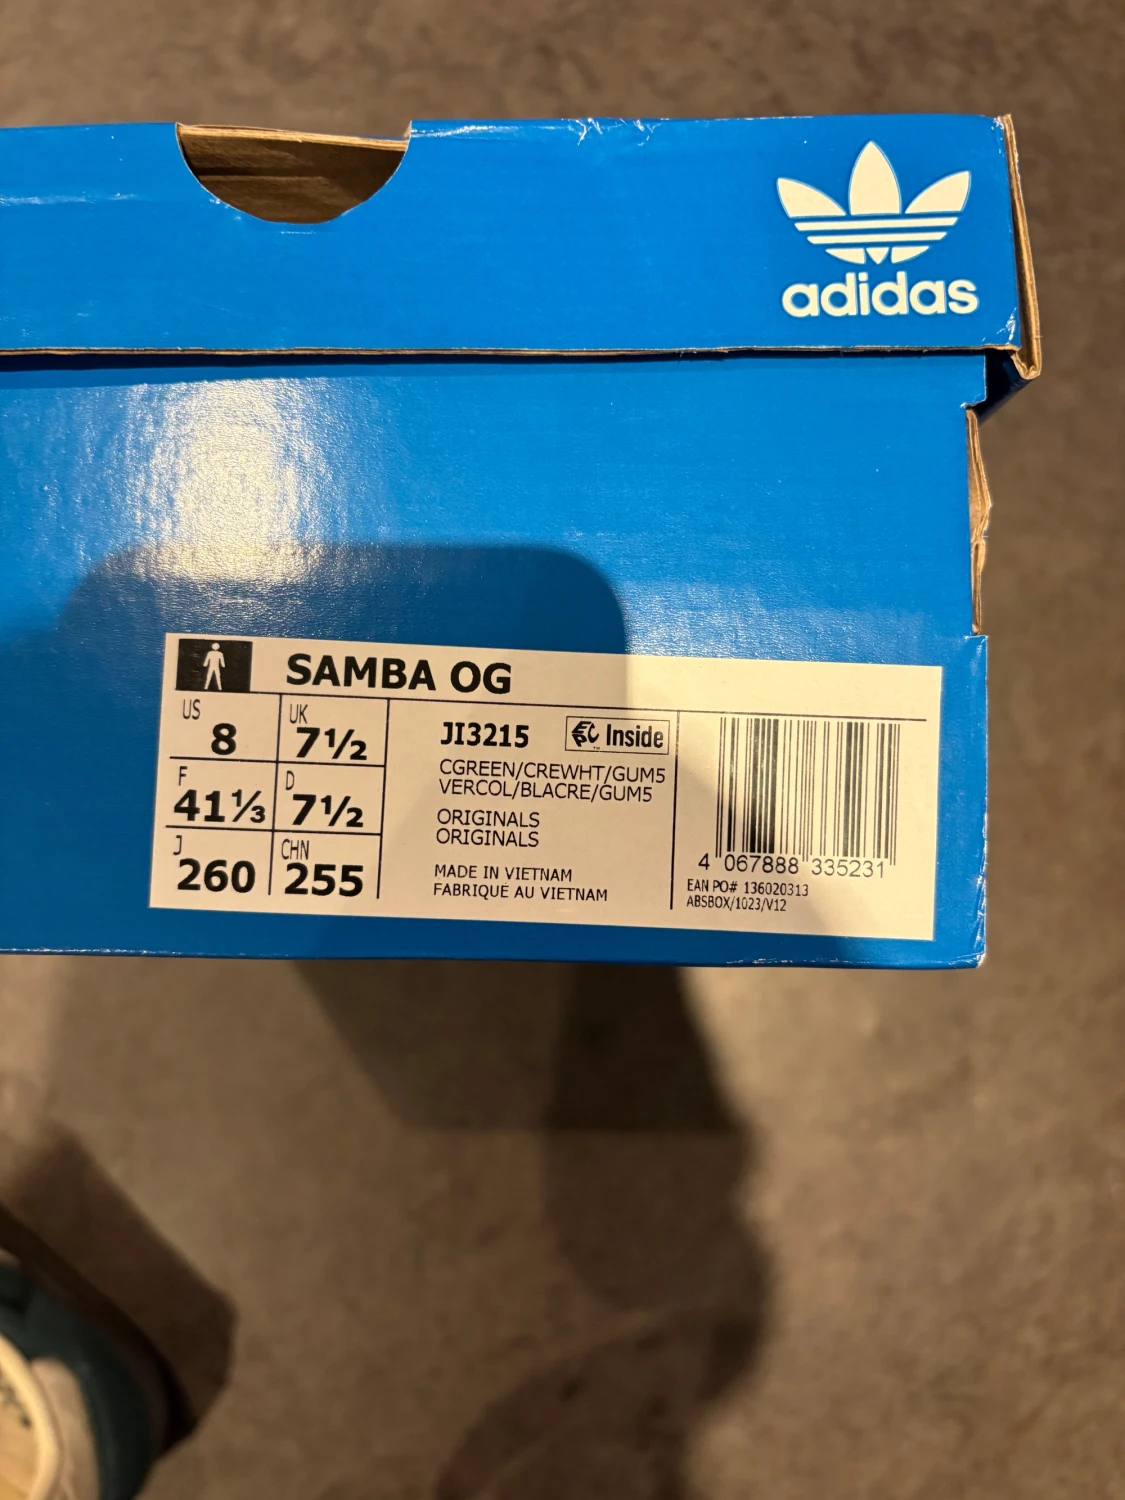 adidas
SAMBA OG
US
8
UK
7½
F
41⅓
D
7½
J
260
CHN
255
JI3215
Inside
CGREEN/CREWHT/GUM5
VERCOL/BLACRE/GUM5
ORIGINALS
ORIGINALS
MADE IN VIETNAM
FABRIQUÉ AU VIETNAM
4 067888 335231
EAN PO# 136020313
ABSBOX/1023/V12